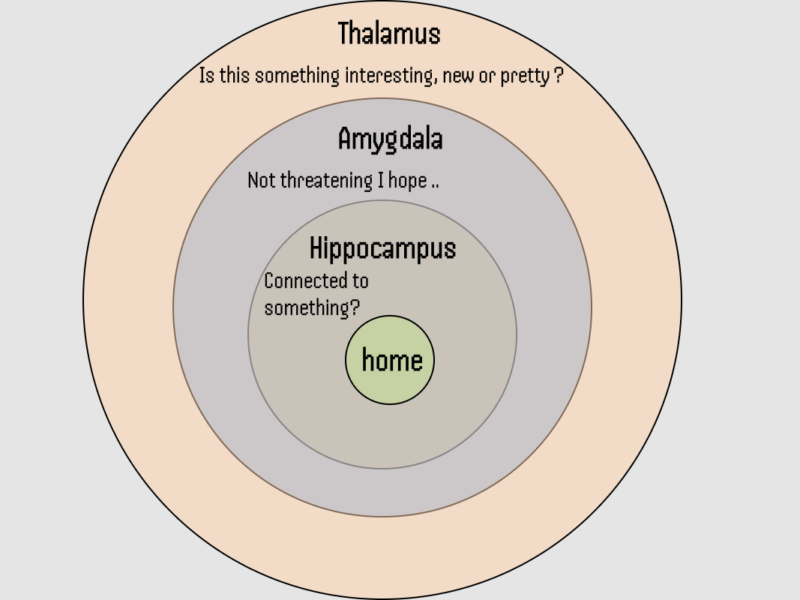 Thalamus
Is this something interesting, new or pretty ?
Amygdala
Not threatening I hope ..
Hippocampus
Connected to
something?
home